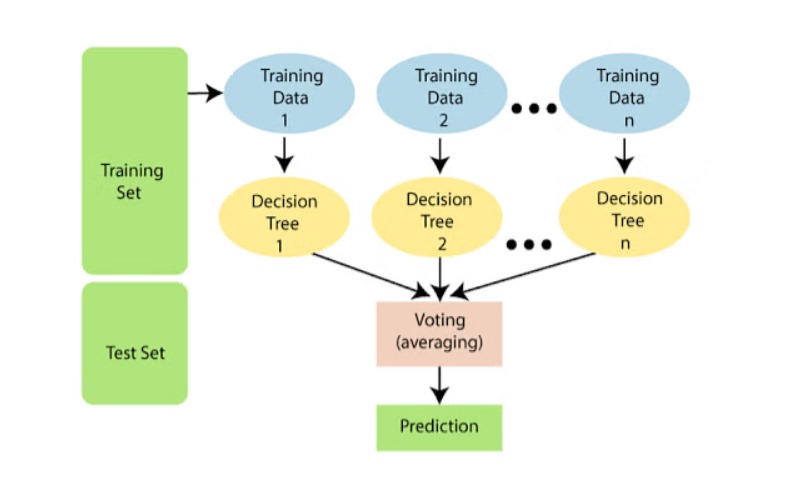 Training
Data
1
Training
Data
2
Training
Data
n
Training
Set
Decision
Tree
1
Decision
Tree
2
Decision
Tree
n
Test Set
Voting
(averaging)
Prediction